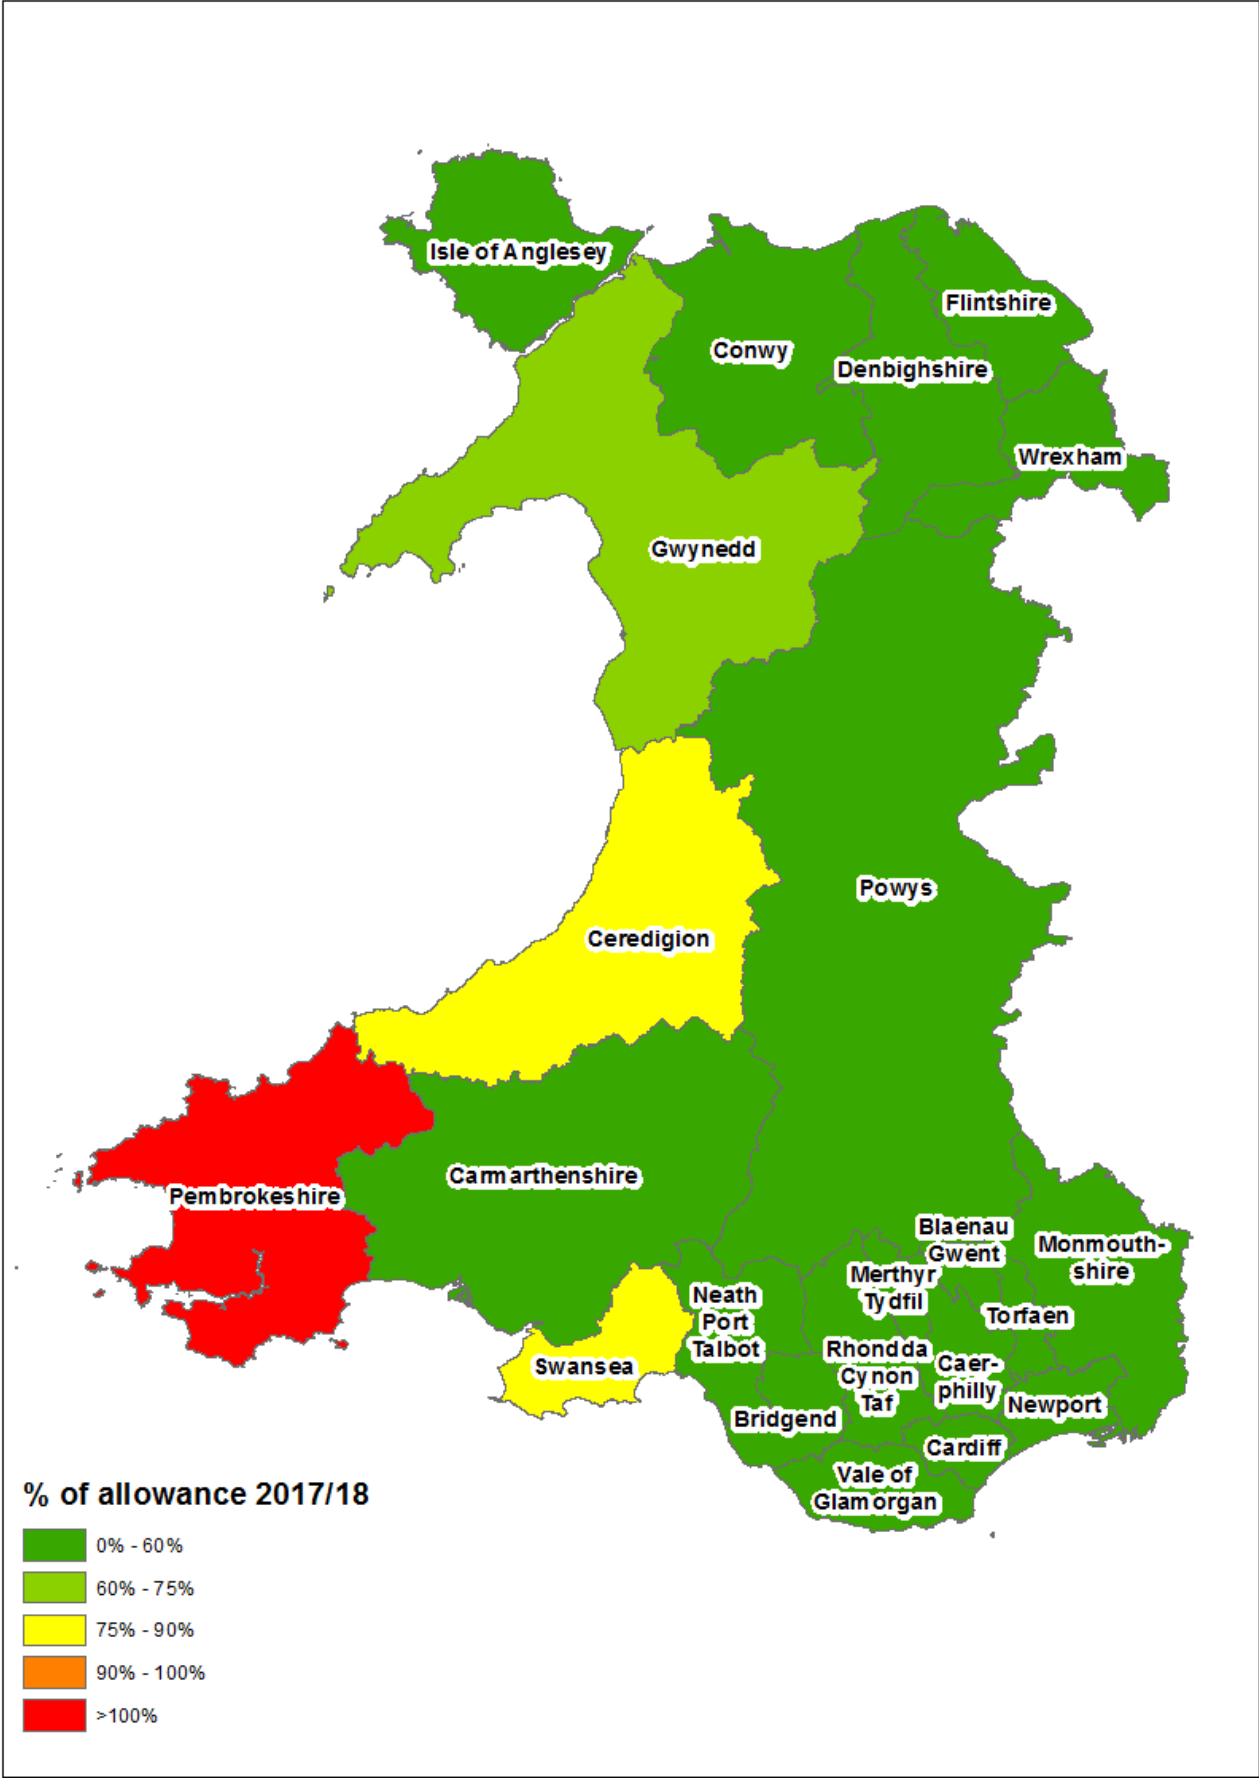 Isle of Anglesey
Flintshire
Conwy
Denbighshire
Wrexham
Gwynedd
Powys
Ceredigion
Carmarthenshire
Pembrokeshire
Blaenau
Gwent
Monmouth-
shire
Merthyr
Tydfil
Neath
Port
Talbot
Torfaen
Rhondda
Cynon
Taf
Caer-
philly
Swansea
Newport
Bridgend
Cardiff
Vale of
Glamorgan
% of allowance 2017/18
0% - 60%
60% - 75%
75% - 90%
90% - 100%
>100%